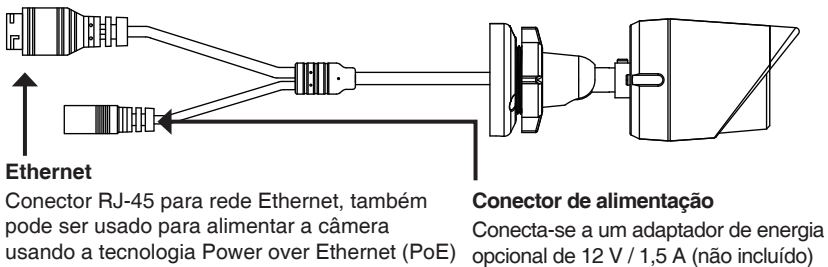 Ethernet
Conector RJ-45 para rede Ethernet, também
pode ser usado para alimentar a câmera
usando a tecnologia Power over Ethernet (PoE)
Conector de alimentação
Conecta-se a um adaptador de energia
opcional de 12 V / 1,5 A (não incluído)